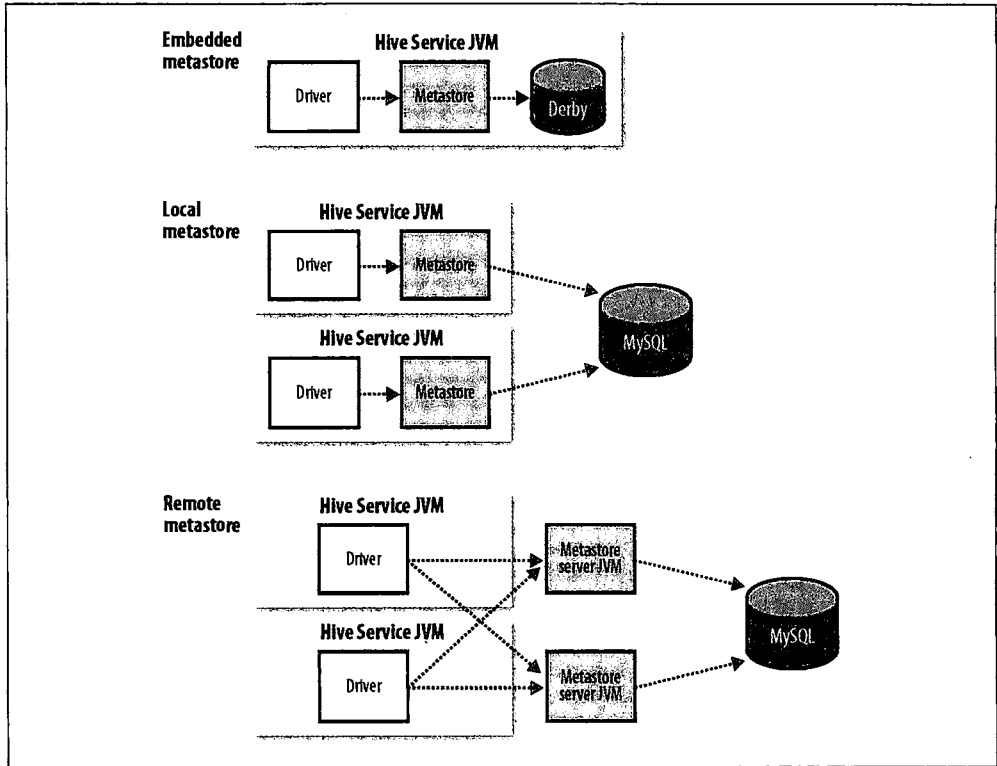 Embedded
metastore
Hive Service JVM
Driver
Metastore
Derby
Local
metastore
Hive Service JVM
Driver
Metastore
Hive Service JVM
Driver
Metastore
MySQL
Remote
metastore
Hive Service JVM
Driver
Metastore
server JVM
Hive Service JVM
Driver
Metastore
server JVM
MySQL